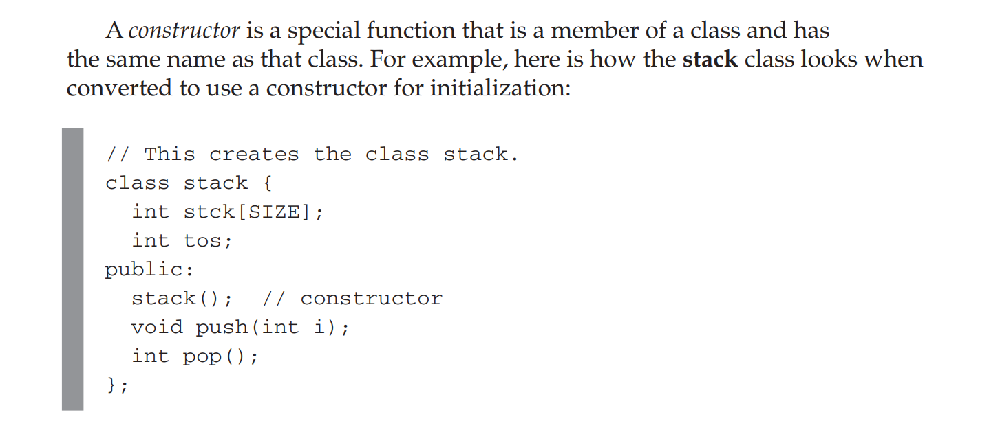 A constructor is a special function that is a member of a class and has
the same name as that class. For example, here is how the stack class looks when
converted to use a constructor for initialization:
// This creates the class stack.
class stack {
  int stck[SIZE];
  int tos;
public:
  stack();  // constructor
  void push(int i);
  int pop();
};